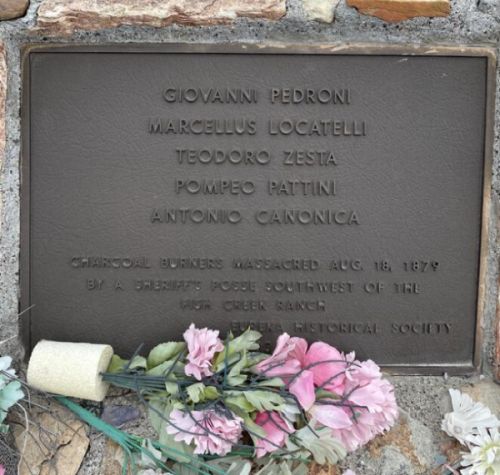 GIOVANNI PEDRONI
MARCELLUS LOCATELLI
TEODORO ZESTA
POMPEO PATTINI
ANTONIO CANONICA
CHARCOAL BURNERS MASSACRED AUG. 18, 1879
BY A SHERIFF'S POSSE SOUTHWEST OF THE
FISH CREEK RANCH
EUREKA HISTORICAL SOCIETY